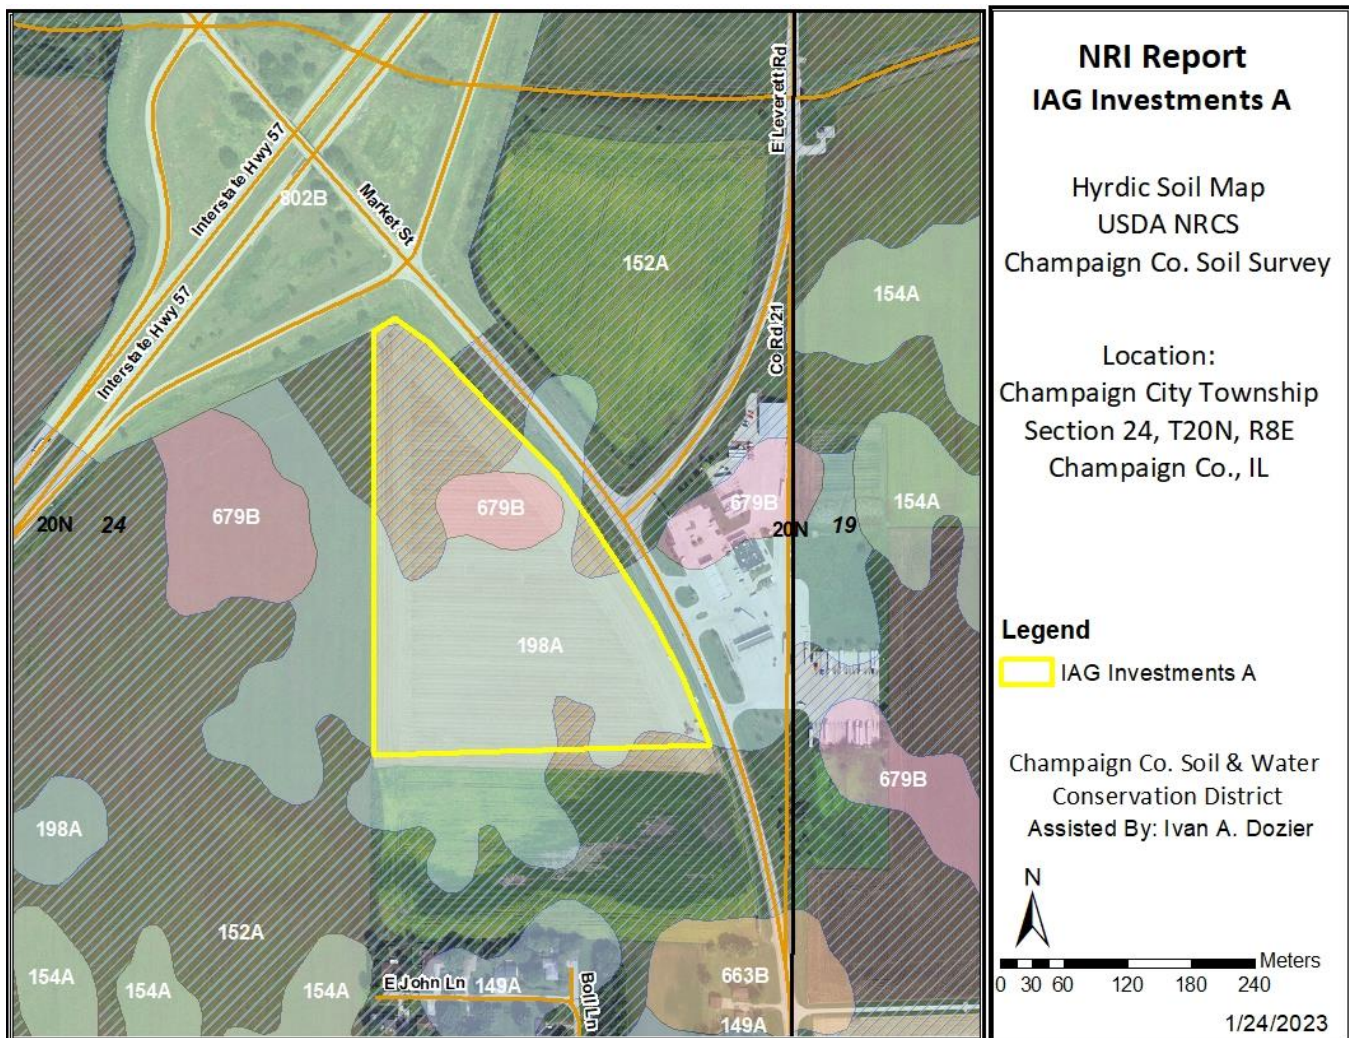 E Leverett Rd
Interstate Hwy 57
802B
Market St
152A
154A
Interstate Hwy 57
Co Rd 21
679B
679B
679B
154A
20N
24
20N
19
198A
679B
198A
152A
154A
154A
154A
E John Ln
149A
Boll Ln
663B
149A
NRI Report
IAG Investments A
Hyrdic Soil Map
USDA NRCS
Champaign Co. Soil Survey
Location:
Champaign City Township
Section 24, T20N, R8E
Champaign Co., IL
Legend
IAG Investments A
Champaign Co. Soil & Water
Conservation District
Assisted By: Ivan A. Dozier
N
Meters
0 30 60 120 180 240
1/24/2023